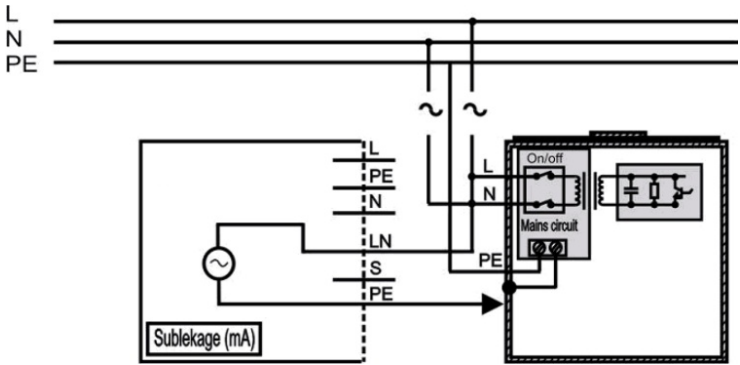 L
N
PE
L
PE
N
LN
S
PE
Sublekage (mA)
L
N
PE
On/off
Mains circuit